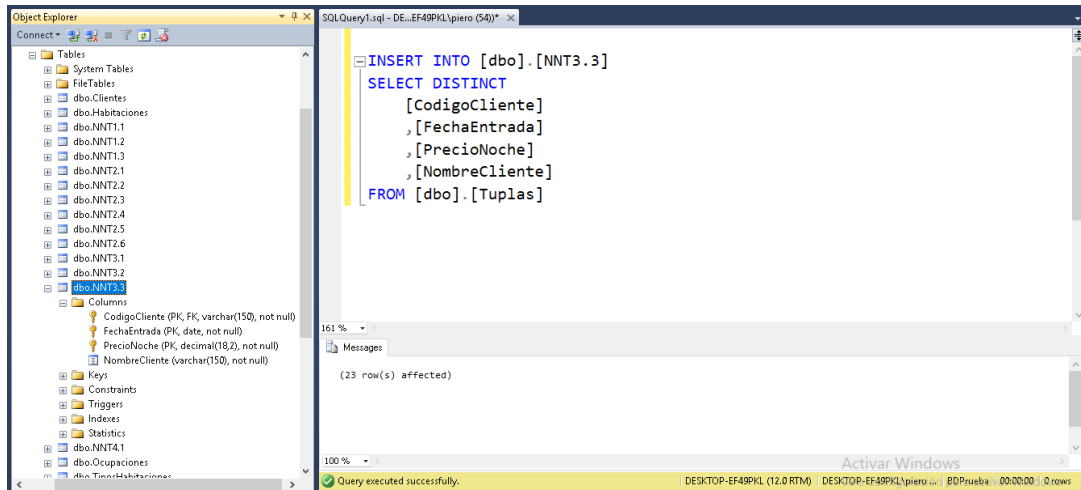 Object Explorer
Connect
Tables
System Tables
FileTables
dbo.Clientes
dbo.Habitaciones
dbo.NNT1.1
dbo.NNT1.2
dbo.NNT1.3
dbo.NNT2.1
dbo.NNT2.2
dbo.NNT2.3
dbo.NNT2.4
dbo.NNT2.5
dbo.NNT2.6
dbo.NNT3.1
dbo.NNT3.2
dbo.NNT3.3
Columns
CodigoCliente (PK, FK, varchar(150), not null)
FechaEntrada (PK, date, not null)
PrecioNoche (PK, decimal(18,2), not null)
NombreCliente (varchar(150), not null)
Keys
Constraints
Triggers
Indexes
Statistics
dbo.NNT4.1
dbo.Ocupaciones
dbo.TiposHabitaciones
SQLQuery1.sql - DE...EF49PKL\piero (54))*
INSERT INTO [dbo].[NNT3.3]
SELECT DISTINCT
[CodigoCliente]
,[FechaEntrada]
,[PrecioNoche]
,[NombreCliente]
FROM [dbo].[Tuplas]
161 %
Messages
(23 row(s) affected)
100 %
Activar Windows
Query executed successfully.
DESKTOP-EF49PKL (12.0 RTM)
DESKTOP-EF49PKL\piero ...
BDPrueba
00:00:00
0 rows